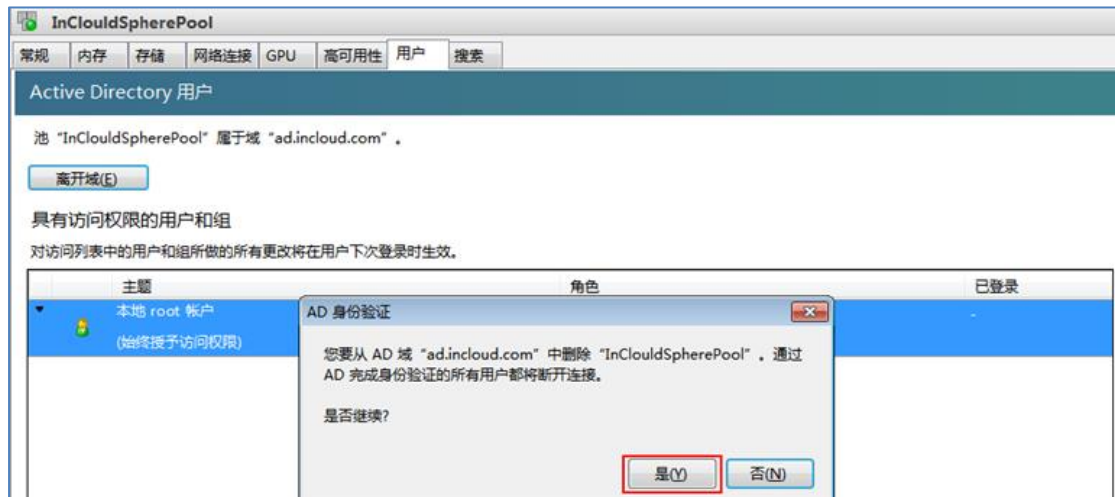 InClouldSpherePool
常规 内存 存储 网络连接 GPU 高可用性 用户 搜索
Active Directory 用户
池“InClouldSpherePool”属于域“ad.incloud.com”。
离开域(E)
具有访问权限的用户和组
对访问列表中的用户和组所做的所有更改将在用户下次登录时生效。
主题 角色 已登录
本地 root 帐户 -
(始终授予访问权限)
AD 身份验证
您要从 AD 域“ad.incloud.com”中删除“InClouldSpherePool”。通过
AD 完成身份验证的所有用户都将断开连接。
是否继续?
是(Y) 否(N)